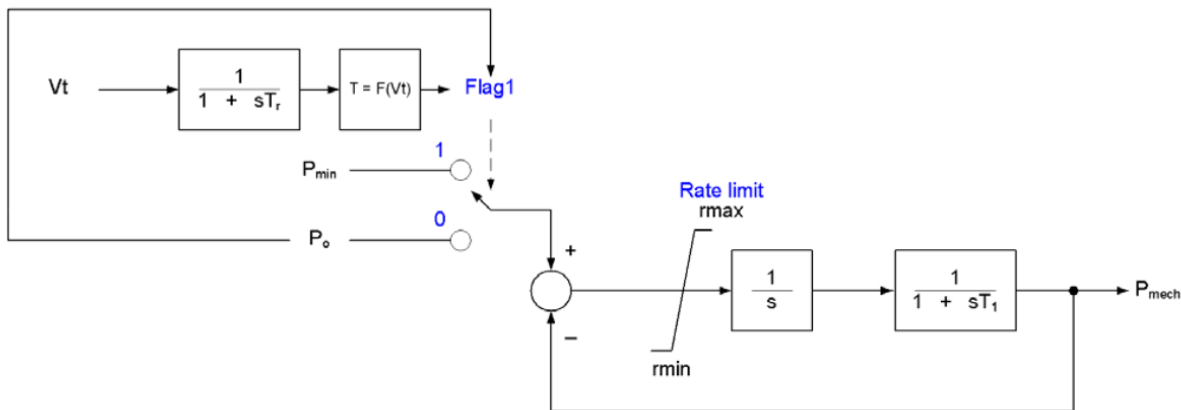 Vt
1
1 + sTr
T = F(Vt)
Flag1
1
Pmin
0
Po
+
−
Rate limit
rmax
rmin
1
s
1
1 + sT1
Pmech